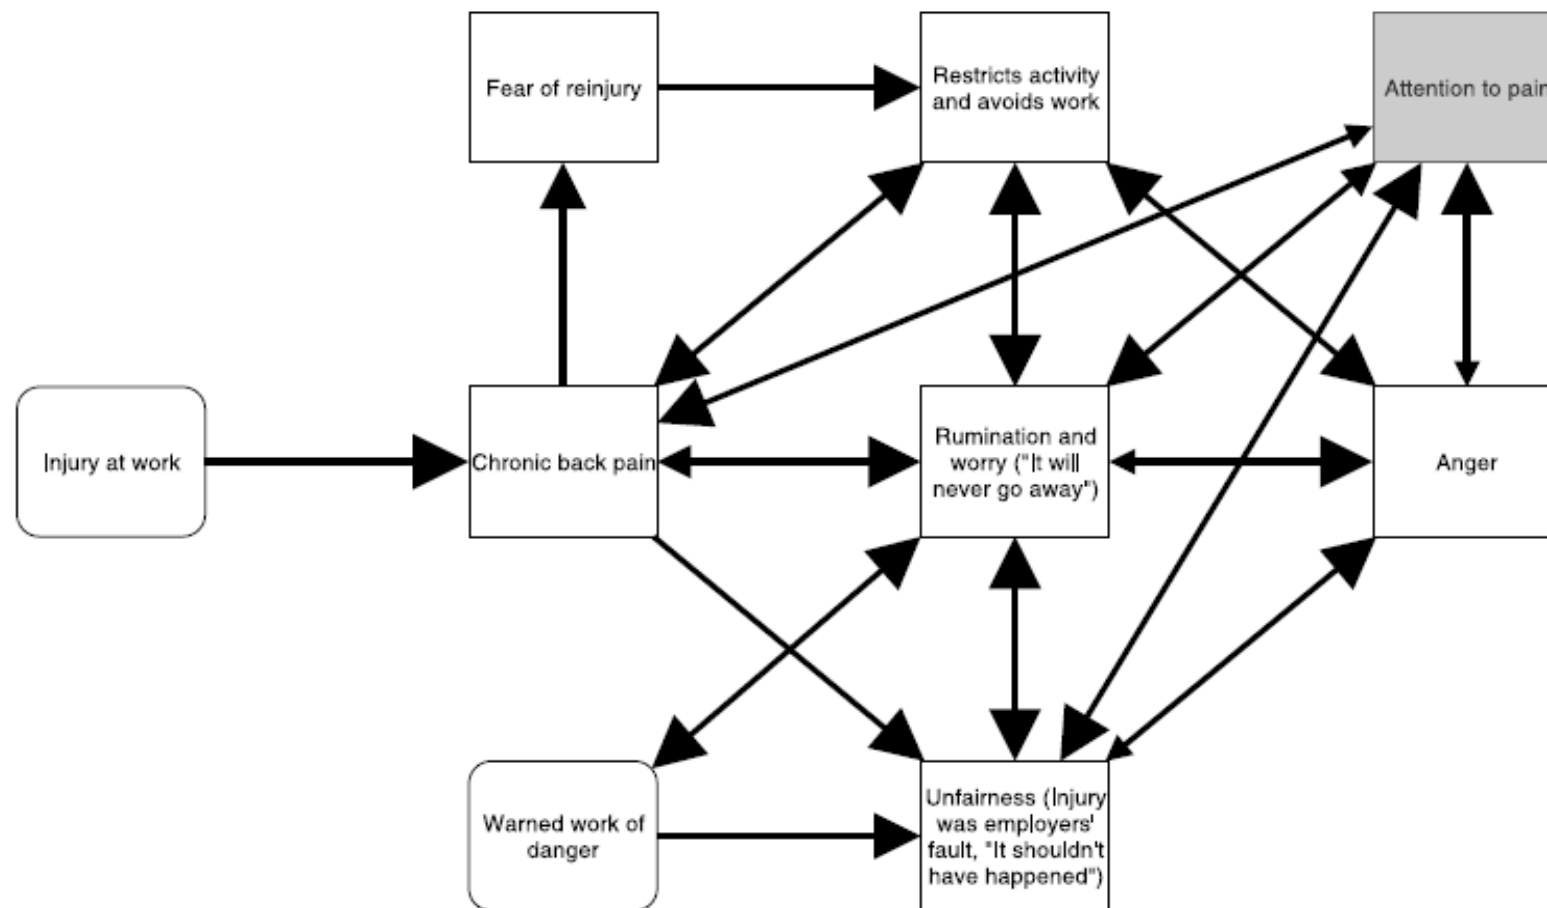 Fear of reinjury
Restricts activity
and avoids work
Attention to pain
Injury at work
Chronic back pain
Rumination and
worry ("It will
never go away")
Anger
Warned work of
danger
Unfairness (Injury
was employers'
fault, "It shouldn't
have happened")